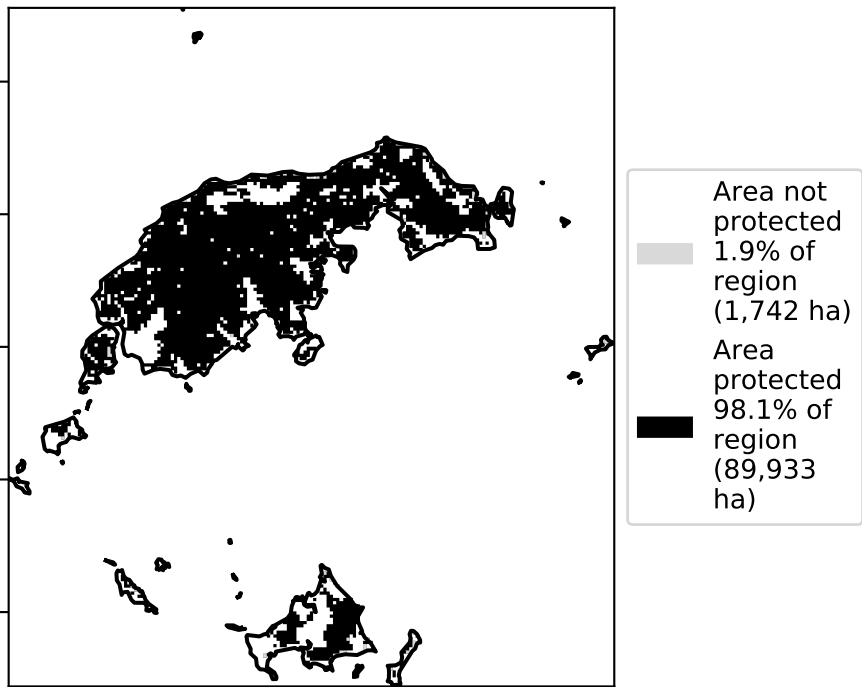 Area not
protected
1.9% of
region
(1,742 ha)
Area
protected
98.1% of
region
(89,933
ha)